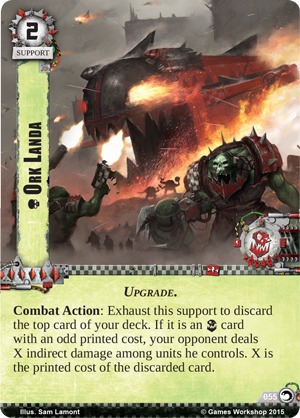 2
SUPPORT
ORK LANDA
UPGRADE.
Combat Action: Exhaust this support to discard
the top card of your deck. If it is an card
with an odd printed cost, your opponent deals
X indirect damage among units he controls. X is
the printed cost of the discarded card.
055
Illus. Sam Lamont
© Games Workshop 2015